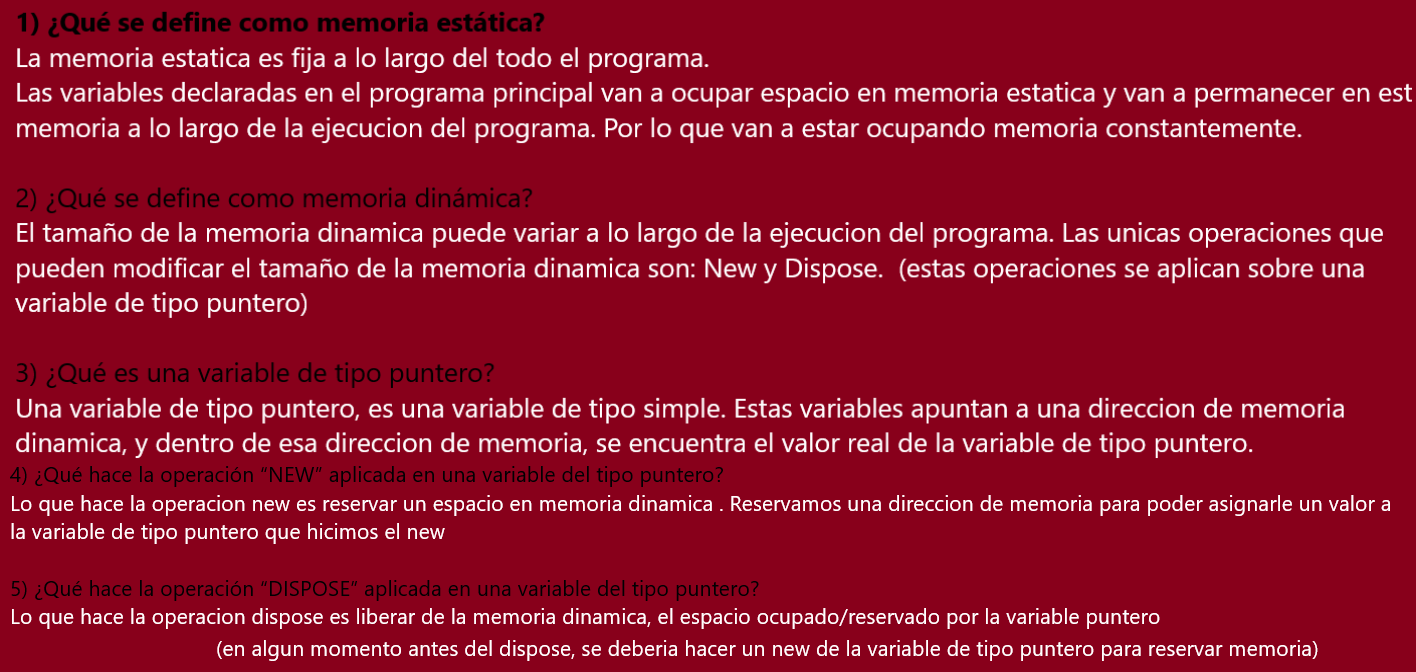 1) ¿Qué se define como memoria estática?
La memoria estatica es fija a lo largo del todo el programa.
Las variables declaradas en el programa principal van a ocupar espacio en memoria estatica y van a permanecer en est
memoria a lo largo de la ejecucion del programa. Por lo que van a estar ocupando memoria constantemente.
2) ¿Qué se define como memoria dinámica?
El tamaño de la memoria dinamica puede variar a lo largo de la ejecucion del programa. Las unicas operaciones que
pueden modificar el tamaño de la memoria dinamica son: New y Dispose.  (estas operaciones se aplican sobre una
variable de tipo puntero)
3) ¿Qué es una variable de tipo puntero?
Una variable de tipo puntero, es una variable de tipo simple. Estas variables apuntan a una direccion de memoria
dinamica, y dentro de esa direccion de memoria, se encuentra el valor real de la variable de tipo puntero.
4) ¿Qué hace la operación “NEW” aplicada en una variable del tipo puntero?
Lo que hace la operacion new es reservar un espacio en memoria dinamica . Reservamos una direccion de memoria para poder asignarle un valor a
la variable de tipo puntero que hicimos el new
5) ¿Qué hace la operación “DISPOSE” aplicada en una variable del tipo puntero?
Lo que hace la operacion dispose es liberar de la memoria dinamica, el espacio ocupado/reservado por la variable puntero
(en algun momento antes del dispose, se deberia hacer un new de la variable de tipo puntero para reservar memoria)